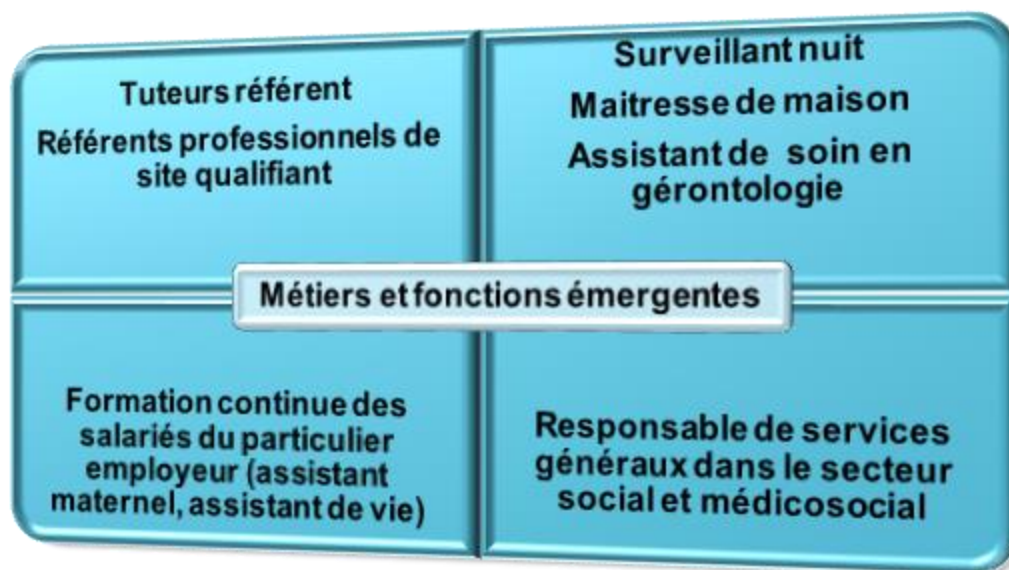 Tuteurs référent
Référents professionnels de
site qualifiant
Surveillant nuit
Maitresse de maison
Assistant de soin en
gérontologie
Métiers et fonctions émergentes
Formation continue des
salariés du particulier
employeur (assistant
maternel, assistant de vie)
Responsable de services
généraux dans le secteur
social et médicosocial